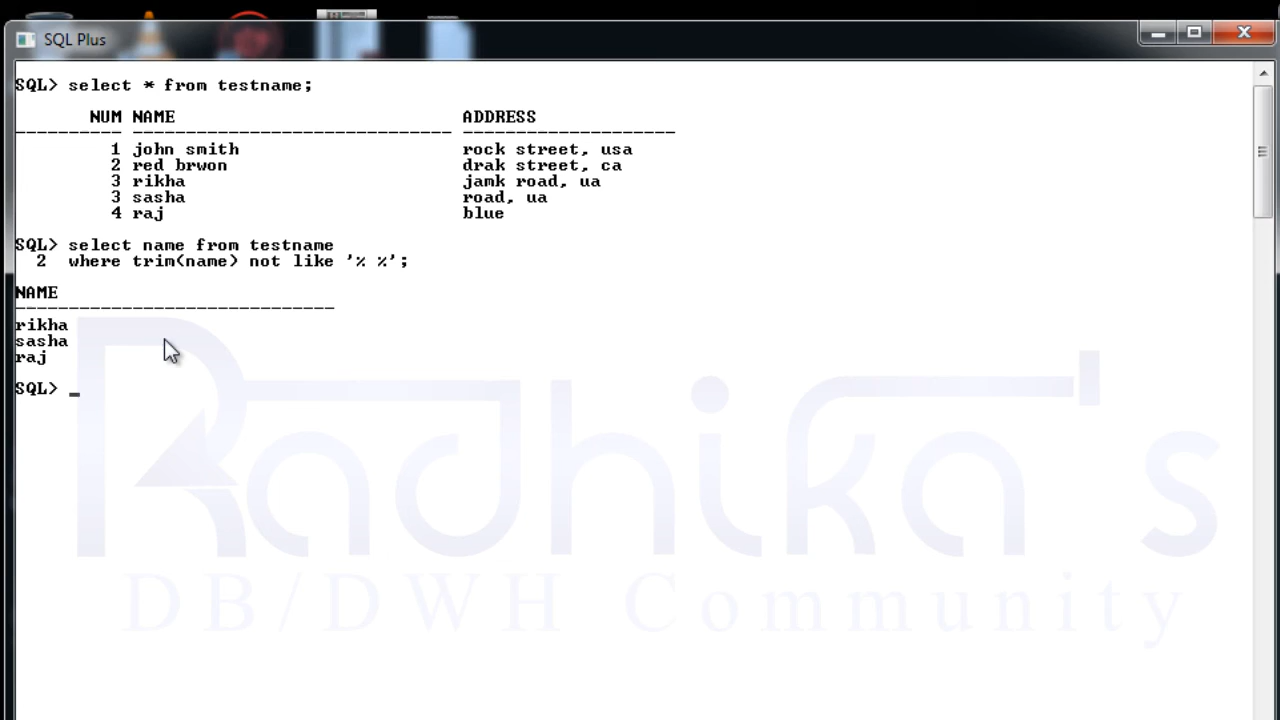 SQL Plus
SQL> select * from testname;
NUM NAME ADDRESS
---------- ------------------------------ --------------------
1 john smith rock street, usa
2 red brwon drak street, ca
3 rikha jamk road, ua
3 sasha road, ua
4 raj blue
SQL> select name from testname
2 where trim(name) not like '% %';
NAME
------------------------------
rikha
sasha
raj
SQL> _
Radhika's
DB/DWH Community